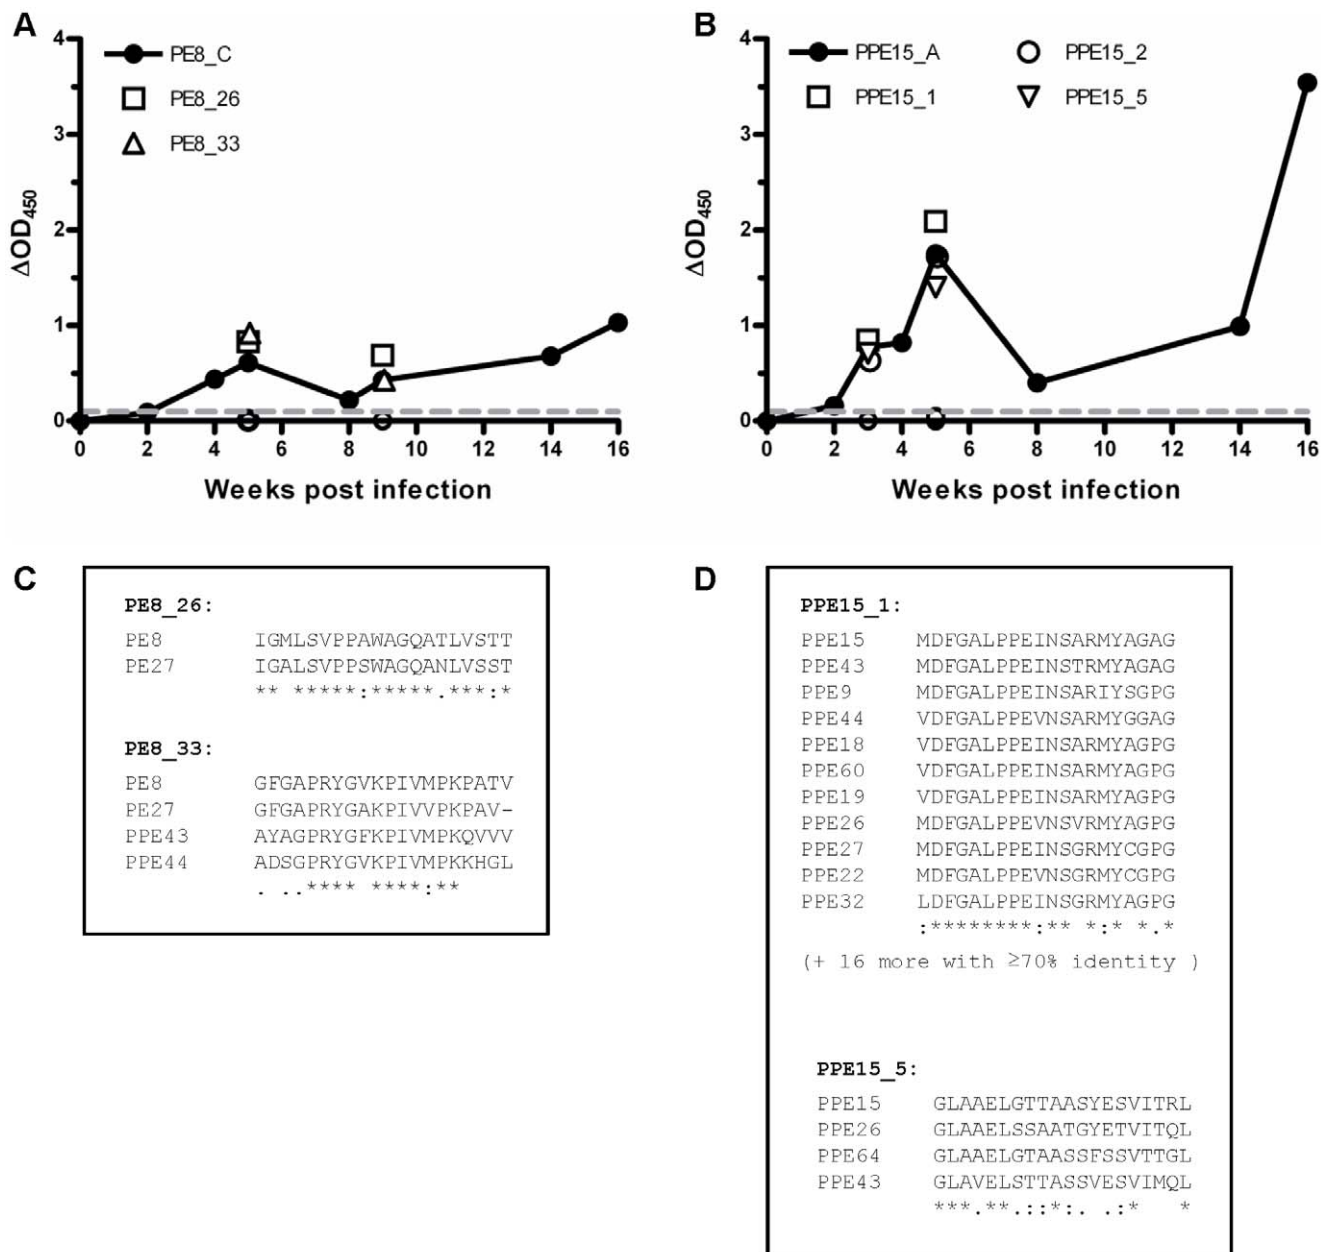 A
4
3
2
1
0
ΔOD450
PE8_C
PE8_26
PE8_33
0 2 4 6 8 10 12 14 16
Weeks post infection
B
4
3
2
1
0
ΔOD450
PPE15_A PPE15_2
PPE15_1 PPE15_5
0 2 4 6 8 10 12 14 16
Weeks post infection
C
PE8_26:
PE8 IGMLSVPPAWAGQATLVSTT
PE27 IGALSVPPSWAGQANLVSST
** *****:*****.***:*
PE8_33:
PE8 GFGAPRYGVKPIVMPKPATV
PE27 GFGAPRYGAKPIVVPKPAV-
PPE43 AYAGPRYGFKPIVMPKQVVV
PPE44 ADSGPRYGVKPIVMPKKHGL
. ..**** ****:**
D
PPE15_1:
PPE15 MDFGALPPEINSARMYAGAG
PPE43 MDFGALPPEINSTRMYAGAG
PPE9 MDFGALPPEINSARIYSGPG
PPE44 VDFGALPPEVNSARMYGGAG
PPE18 VDFGALPPEINSARMYAGPG
PPE60 VDFGALPPEINSARMYAGPG
PPE19 VDFGALPPEINSARMYAGPG
PPE26 MDFGALPPEVNSVRMYAGPG
PPE27 MDFGALPPEINSGRMYCGPG
PPE22 MDFGALPPEVNSGRMYCGPG
PPE32 LDFGALPPEINSGRMYAGPG
:********:** *:* *.*
(+ 16 more with ≥70% identity )
PPE15_5:
PPE15 GLAAELGTTAASYESVITRL
PPE26 GLAAELSSAATGYETVITQL
PPE64 GLAAELGTAASSFSSVTTGL
PPE43 GLAVELSTTASSVESVIMQL
***.**.::*:. .:* *